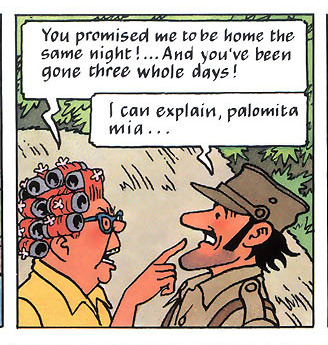 You promised me to be home the
same night!...And you've been
gone three whole days!
I can explain, palomita
mia...